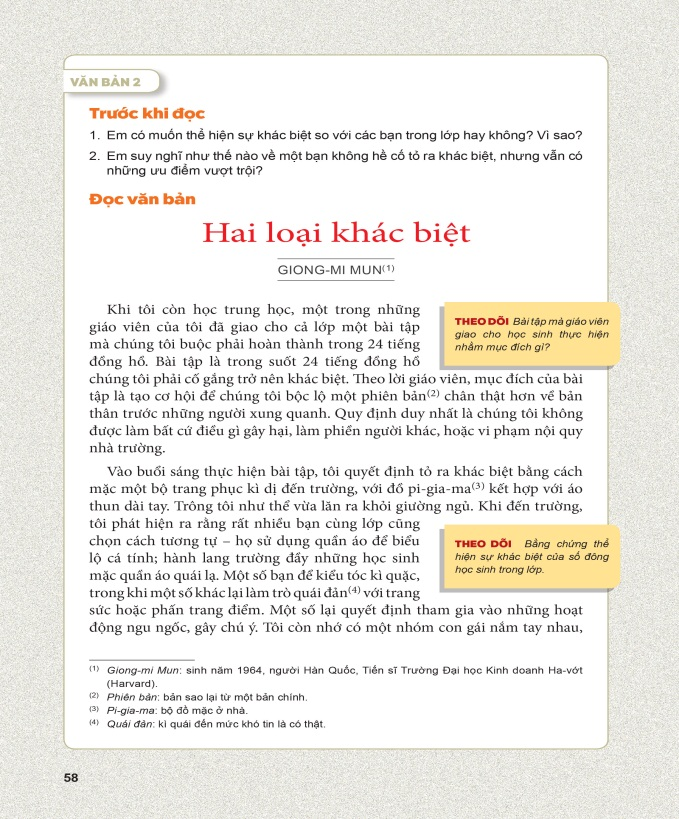 VĂN BẢN 2
Trước khi đọc
1. Em có muốn thể hiện sự khác biệt so với các bạn trong lớp hay không? Vì sao?
2. Em suy nghĩ như thế nào về một bạn không hề cố tỏ ra khác biệt, nhưng vẫn có
những ưu điểm vượt trội?
Đọc văn bản
Hai loại khác biệt
GIONG-MI MUN(1)
Khi tôi còn học trung học, một trong những
giáo viên của tôi đã giao cho cả lớp một bài tập
mà chúng tôi buộc phải hoàn thành trong 24 tiếng
đồng hồ. Bài tập là trong suốt 24 tiếng đồng hồ
chúng tôi phải cố gắng trở nên khác biệt. Theo lời giáo viên, mục đích của bài
tập là tạo cơ hội để chúng tôi bộc lộ một phiên bản(2) chân thật hơn về bản
thân trước những người xung quanh. Quy định duy nhất là chúng tôi không
được làm bất cứ điều gì gây hại, làm phiền người khác, hoặc vi phạm nội quy
nhà trường.
THEO DÕI Bài tập mà giáo viên
giao cho học sinh thực hiện
nhằm mục đích gì?
Vào buổi sáng thực hiện bài tập, tôi quyết định tỏ ra khác biệt bằng cách
mặc một bộ trang phục kì dị đến trường, với đồ pi-gia-ma(3) kết hợp với áo
thun dài tay. Trông tôi như thể vừa lăn ra khỏi giường ngủ. Khi đến trường,
tôi phát hiện ra rằng rất nhiều bạn cùng lớp cũng
chọn cách tương tự – họ sử dụng quần áo để biểu
lộ cá tính; hành lang trường đầy những học sinh
mặc quần áo quái lạ. Một số bạn để kiểu tóc kì quặc,
trong khi một số khác lại làm trò quái đản(4) với trang
sức hoặc phấn trang điểm. Một số lại quyết định tham gia vào những hoạt
động ngu ngốc, gây chú ý. Tôi còn nhớ có một nhóm con gái nắm tay nhau,
THEO DÕI Bằng chứng thể
hiện sự khác biệt của số đông
học sinh trong lớp.
(1) Giong-mi Mun: sinh năm 1964, người Hàn Quốc, Tiến sĩ Trường Đại học Kinh doanh Ha-vớt
(Harvard).
(2) Phiên bản: bản sao lại từ một bản chính.
(3) Pi-gia-ma: bộ đồ mặc ở nhà.
(4) Quái đản: kì quái đến mức khó tin là có thật.
58